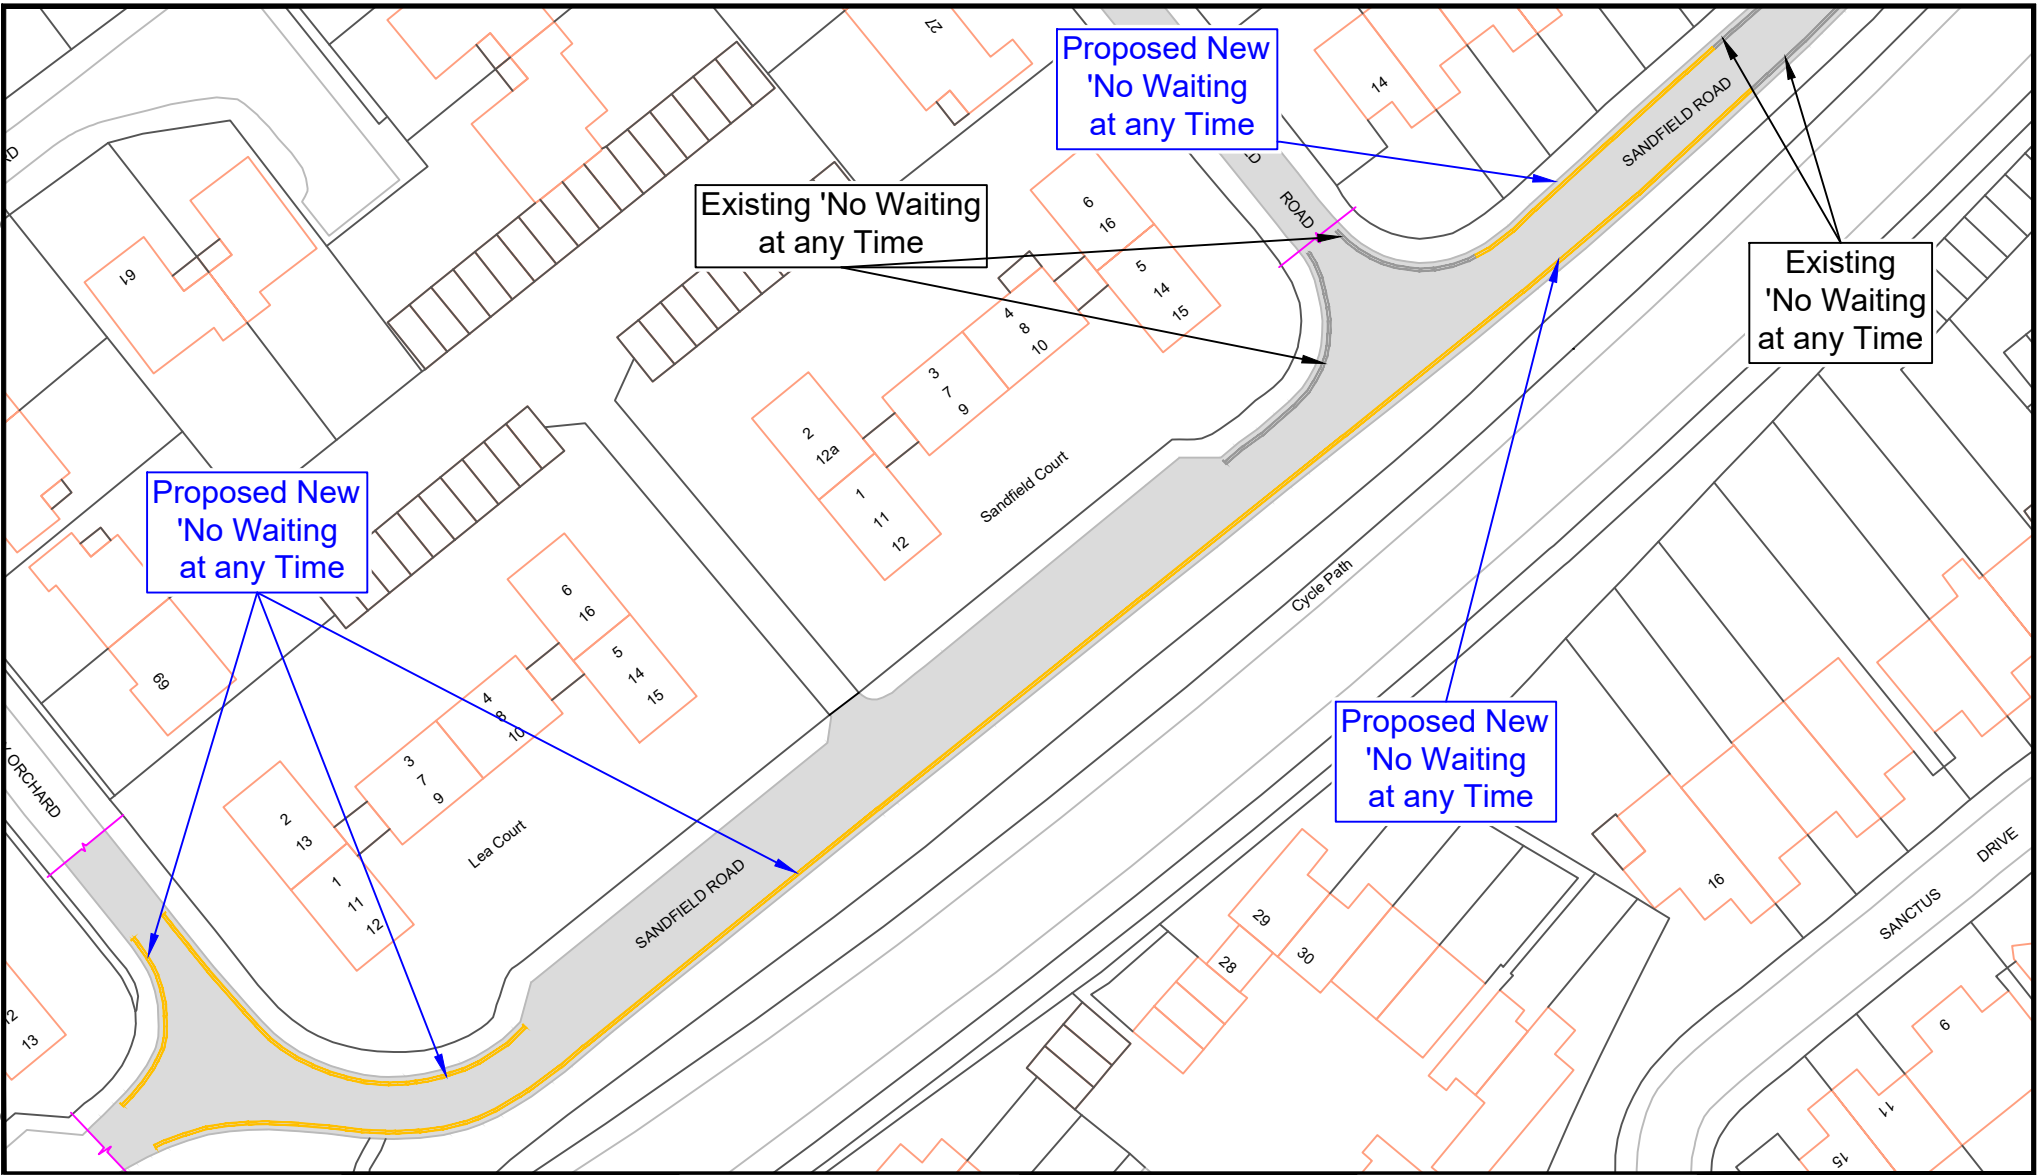 27
Proposed New
'No Waiting
at any Time
14
SANDFIELD ROAD
Existing 'No Waiting
at any Time
ROAD
Existing
'No Waiting
at any Time
61
6
16
5
14
15
4
8
10
3
7
9
2
12a
1
11
12
Sandfield Court
Proposed New
'No Waiting
at any Time
Cycle Path
69
6
16
5
14
15
4
8
10
3
7
9
2
13
1
11
12
Lea Court
ORCHARD
SANDFIELD ROAD
Proposed New
'No Waiting
at any Time
16
SANCTUS
DRIVE
29
30
28
13
9
11
15